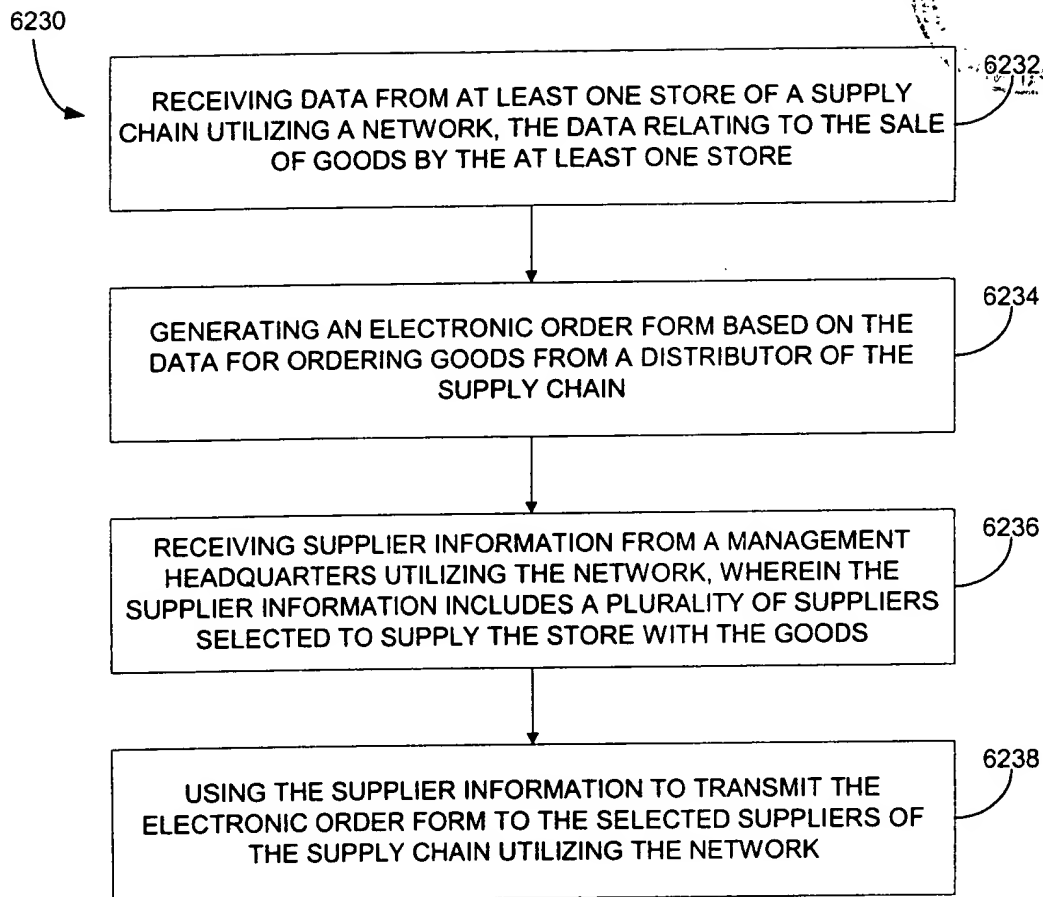 6230
6232
RECEIVING DATA FROM AT LEAST ONE STORE OF A SUPPLY
CHAIN UTILIZING A NETWORK, THE DATA RELATING TO THE SALE
OF GOODS BY THE AT LEAST ONE STORE
6234
GENERATING AN ELECTRONIC ORDER FORM BASED ON THE
DATA FOR ORDERING GOODS FROM A DISTRIBUTOR OF THE
SUPPLY CHAIN
6236
RECEIVING SUPPLIER INFORMATION FROM A MANAGEMENT
HEADQUARTERS UTILIZING THE NETWORK, WHEREIN THE
SUPPLIER INFORMATION INCLUDES A PLURALITY OF SUPPLIERS
SELECTED TO SUPPLY THE STORE WITH THE GOODS
6238
USING THE SUPPLIER INFORMATION TO TRANSMIT THE
ELECTRONIC ORDER FORM TO THE SELECTED SUPPLIERS OF
THE SUPPLY CHAIN UTILIZING THE NETWORK